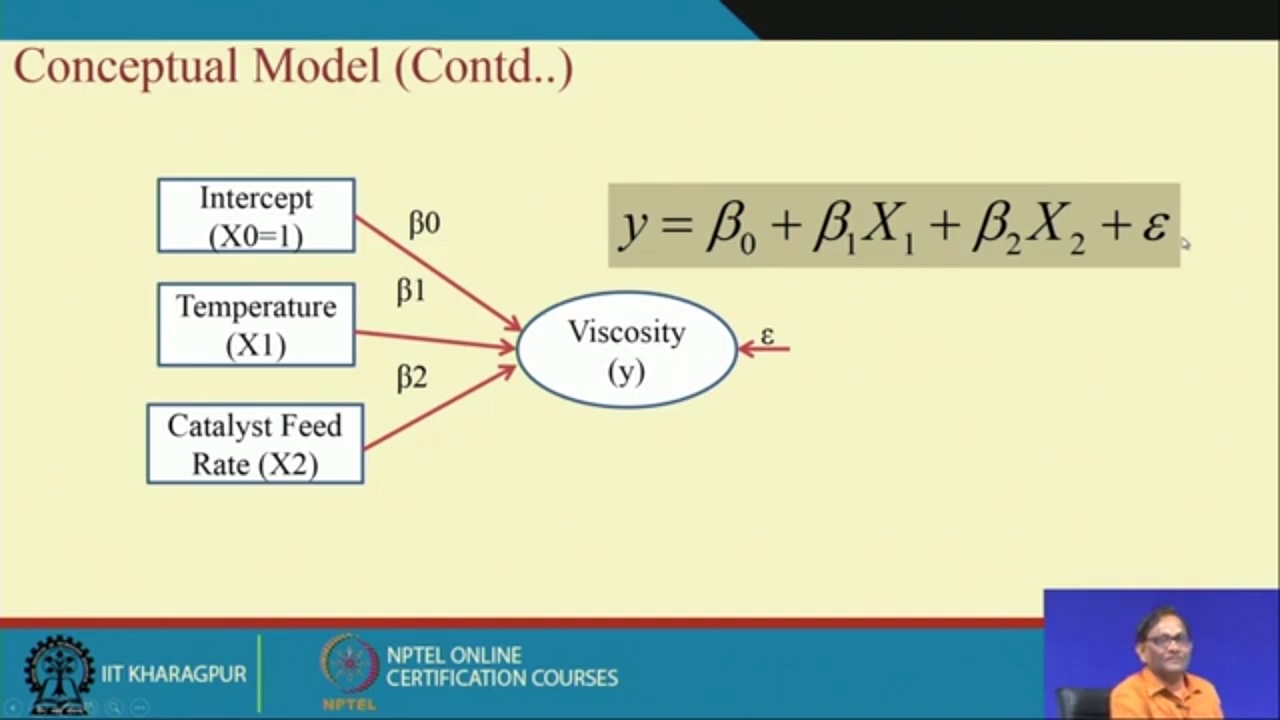 Conceptual Model (Contd..)
Intercept
(X0=1)
β0
y = β₀ + β₁X₁ + β₂X₂ + ε
Temperature
(X1)
β1
Viscosity
(y)
ε
β2
Catalyst Feed
Rate (X2)
IIT KHARAGPUR
NPTEL ONLINE
CERTIFICATION COURSES
NPTEL